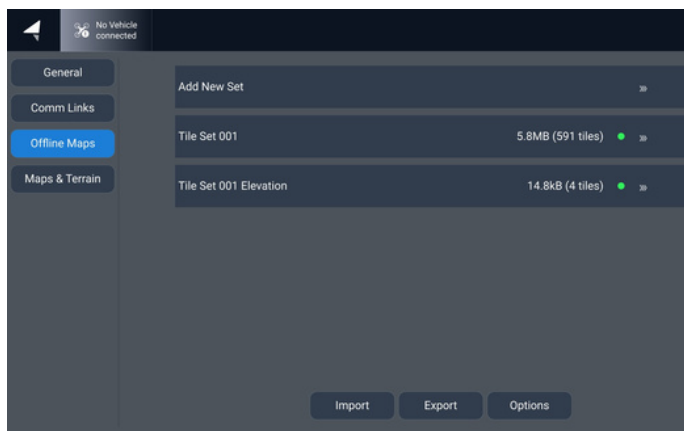 No Vehicle
connected
General
Comm Links
Offline Maps
Maps & Terrain
Add New Set
Tile Set 001 5.8MB (591 tiles)
Tile Set 001 Elevation 14.8kB (4 tiles)
Import Export Options